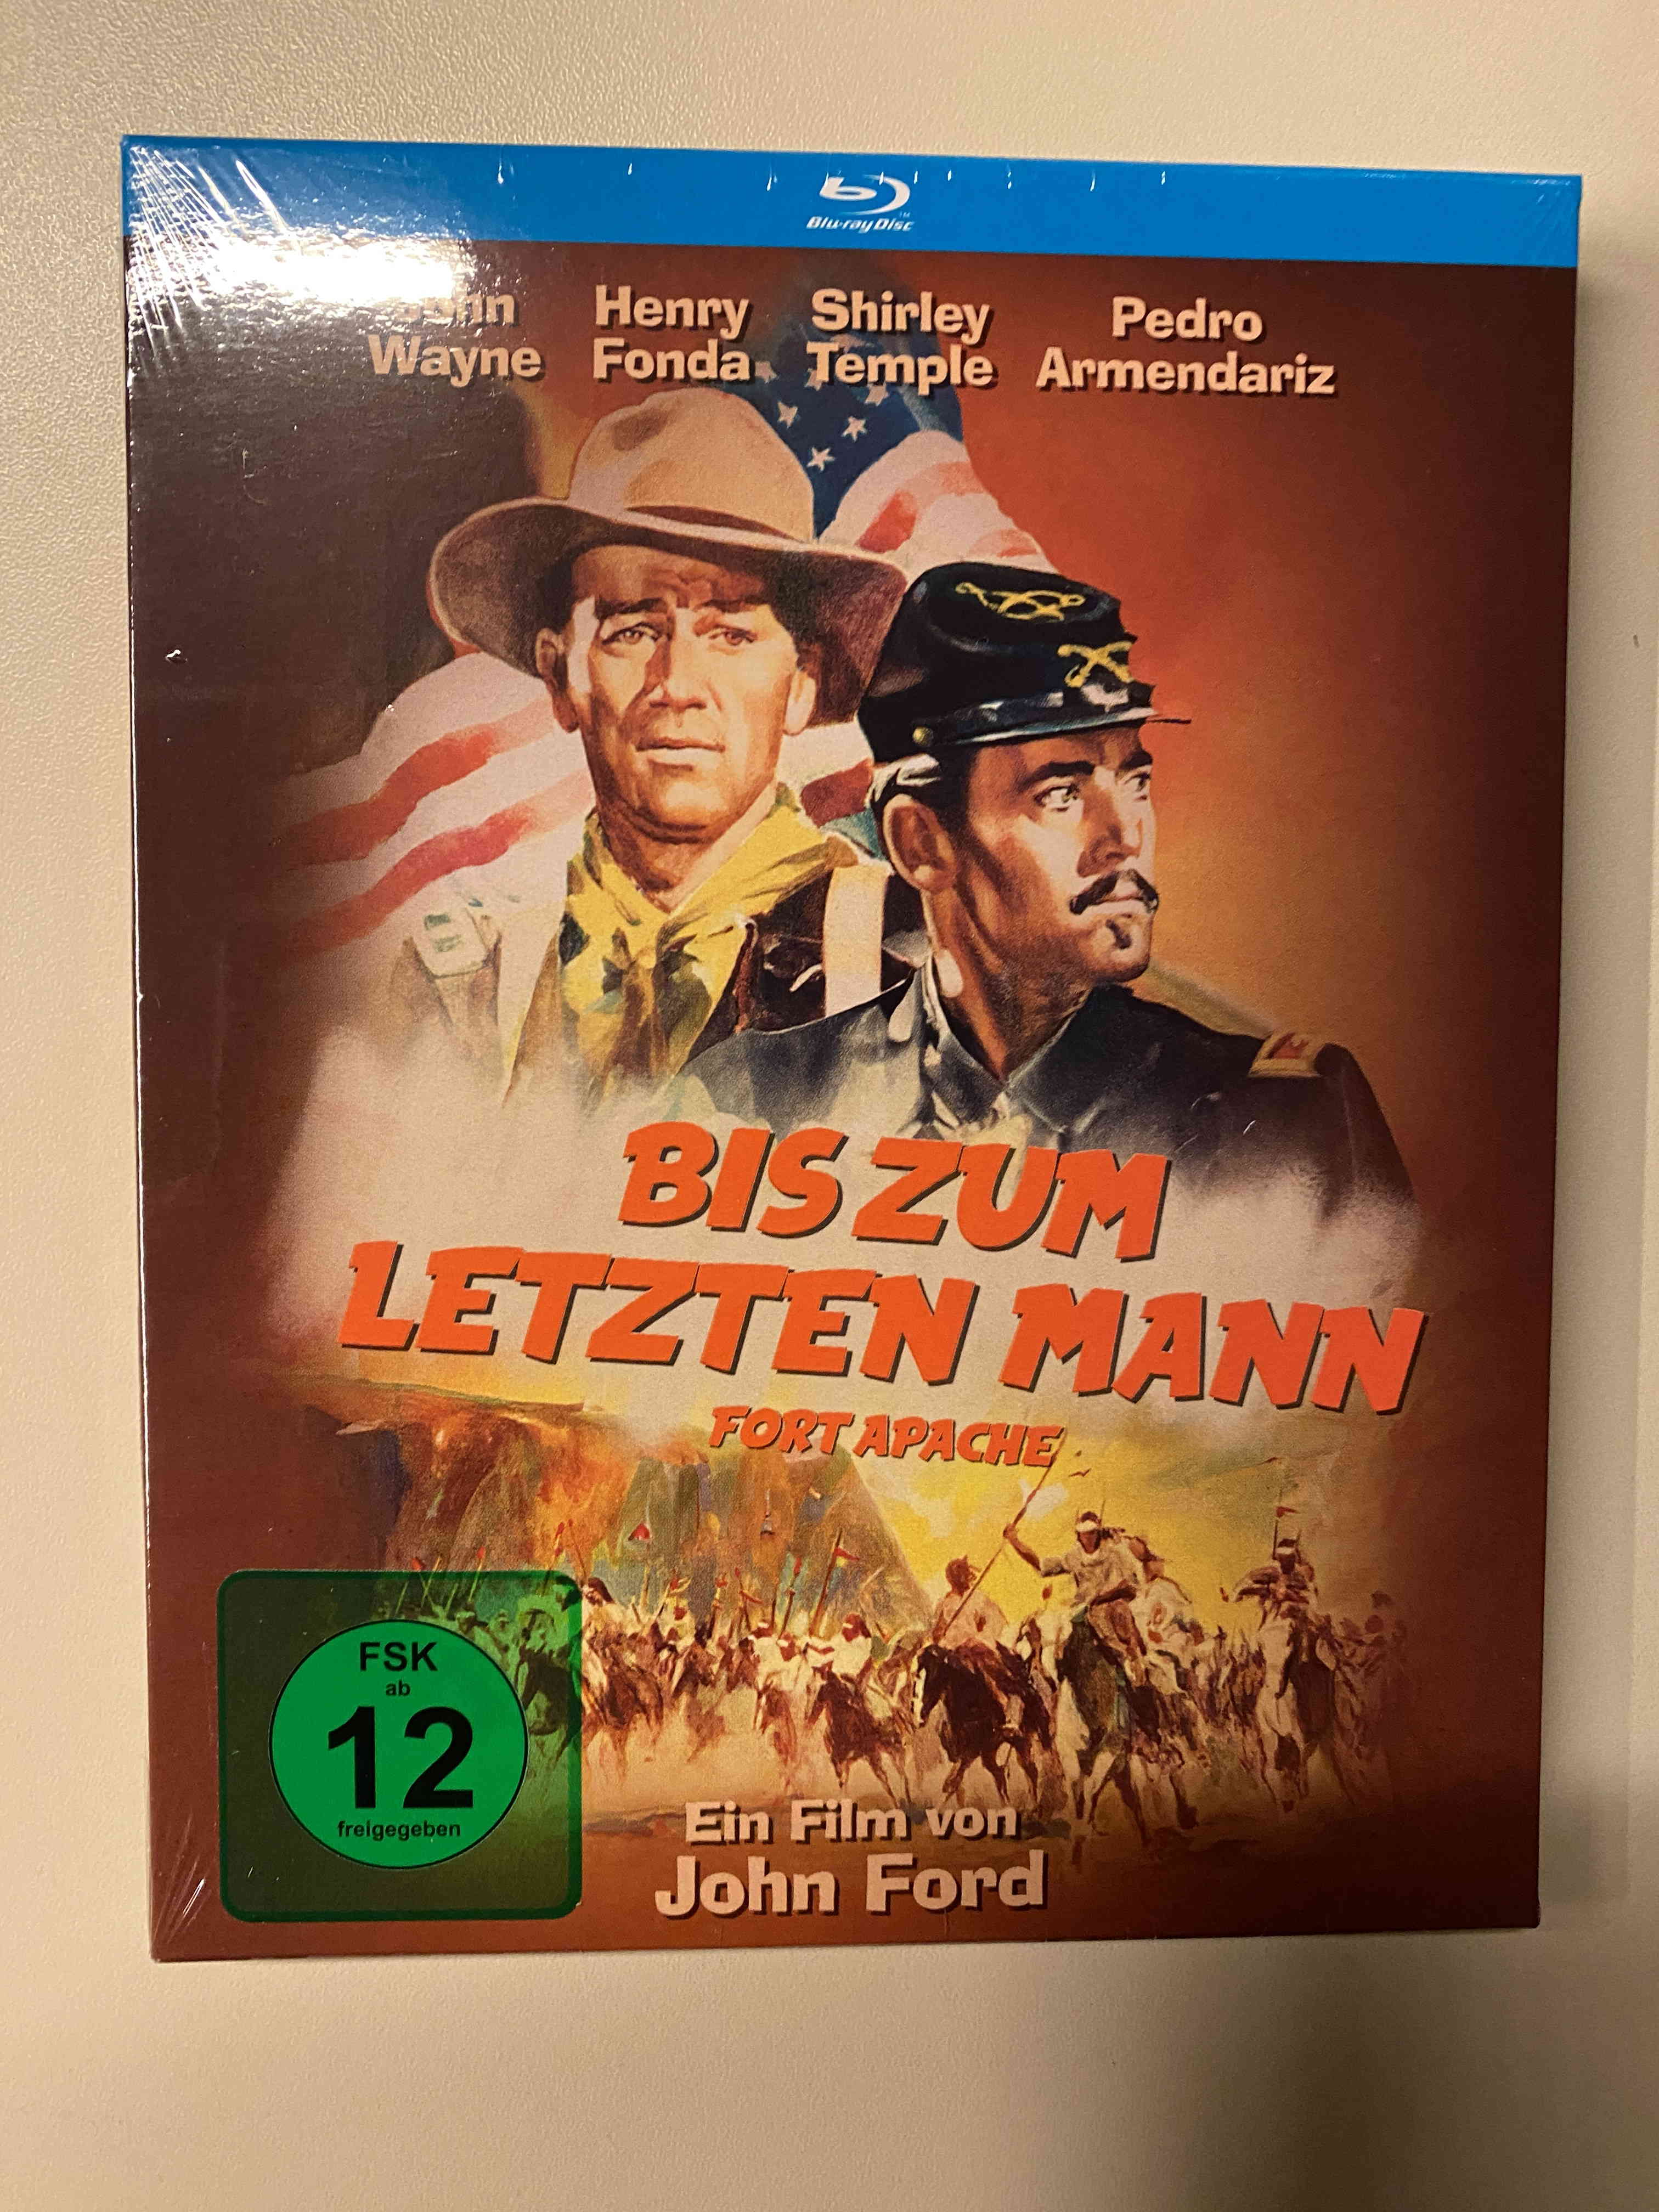 Blu-ray Disc™
John Henry Shirley Pedro
Wayne Fonda Temple Armendariz
BIS ZUM
LETZTEN MANN
FORT APACHE
FSK
ab
12
freigegeben
Ein Film von
John Ford